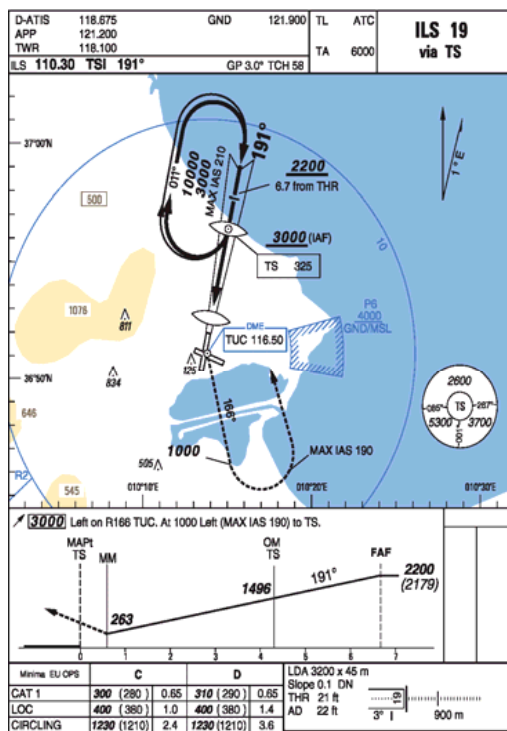 D-ATIS 118.675 GND 121.900
APP 121.200
TWR 118.100
ILS 110.30 TSI 191° GP 3.0° TCH 58
TL ATC
TA 6000
ILS 19
via TS
37°00'
191°
011°
10000
3000
MAX IAS 210
2200
6.7 from THR
1° E
500
3000 (IAF)
TS 325
10
1076
811
DME
TUC 116.50
P6
4000
GND/MSL
36°50'
834
125
166°
2600
085°
TS
267°
5300
3700
001°
646
1000
MAX IAS 190
505
R2
545
010°10'
010°20'
010°30'
3000 Left on R166 TUC. At 1000 Left (MAX IAS 190) to TS.
MAPt
TS
MM
OM
TS
FAF
263
1496
191°
2200
(2179)
0 1 2 3 4 5 6 7
Minima EU OPS C D
CAT 1 300 (280) 0.65 310 (290) 0.65
LOC 400 (380) 1.0 400 (380) 1.4
CIRCLING 1230 (1210) 2.4 1230 (1210) 3.6
LDA 3200 x 45 m
Slope 0.1 DN
THR 21 ft
AD 22 ft
19
3° I 900 m